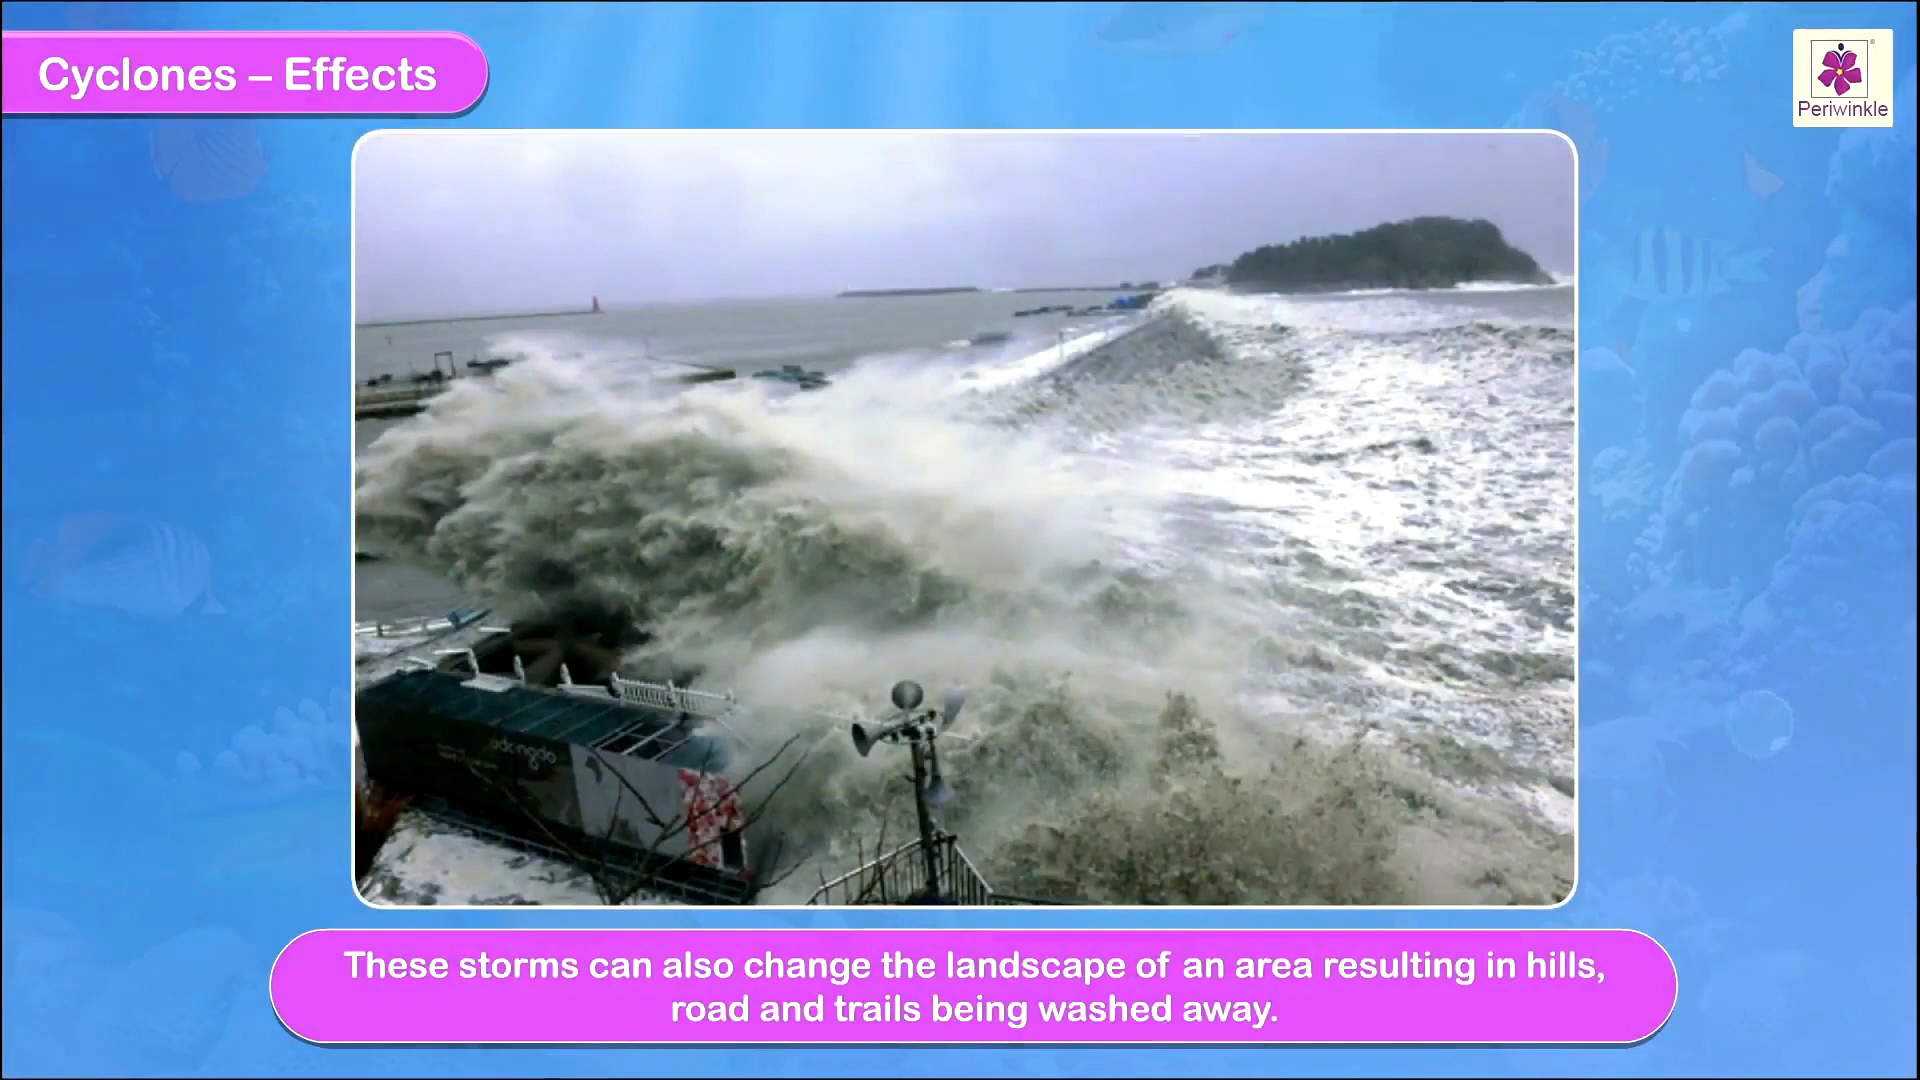 Cyclones – Effects
Periwinkle
These storms can also change the landscape of an area resulting in hills,
road and trails being washed away.